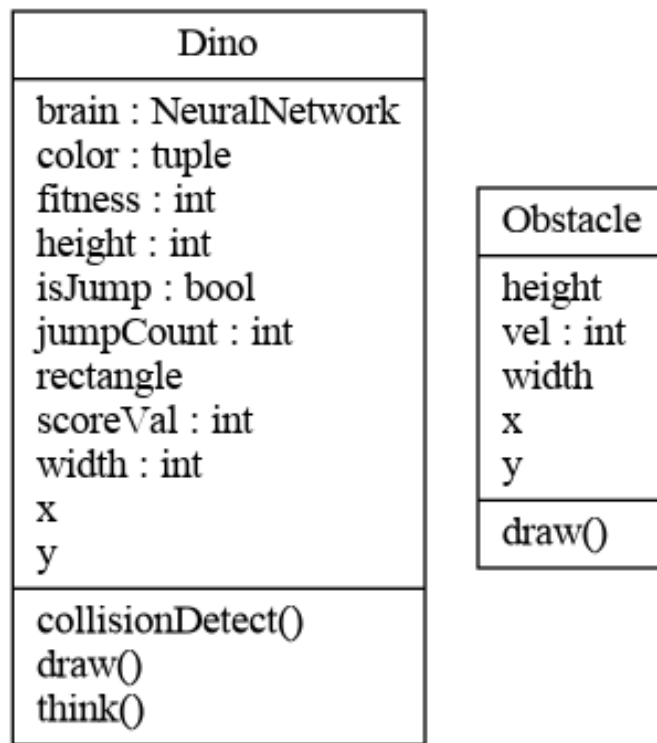 Dino
brain : NeuralNetwork
color : tuple
fitness : int
height : int
isJump : bool
jumpCount : int
rectangle
scoreVal : int
width : int
x
y
collisionDetect()
draw()
think()
Obstacle
height
vel : int
width
x
y
draw()